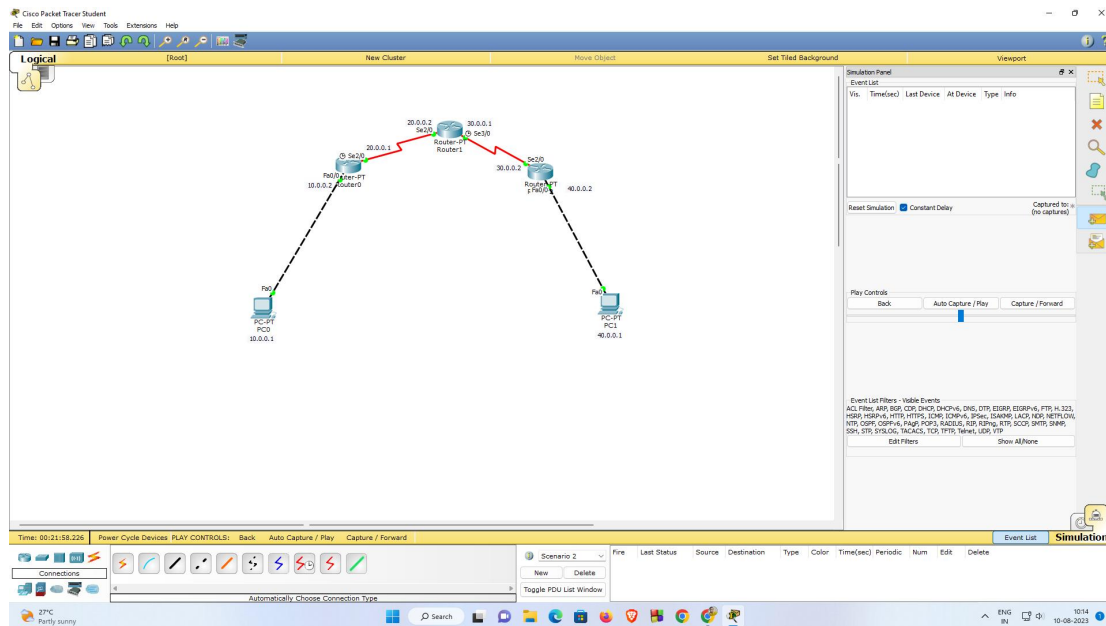 Cisco Packet Tracer Student
File Edit Options View Tools Extensions Help
Logical [Root] New Cluster Move Object Set Tiled Background Viewport
Simulation Panel
Event List
Vis. Time(sec) Last Device At Device Type Info
20.0.0.2 30.0.0.1
Se2/0 Se3/0
Router-PT
Router1
20.0.0.1
Se2/0
Fa0/0 uter-PT
10.0.0.2 Router0
Se2/0
30.0.0.2
Router-PT
Fa0/0
40.0.0.2
Fa0
PC-PT
PC0
10.0.0.1
Fa0
PC-PT
PC1
40.0.0.1
Reset Simulation Constant Delay Captured to:
(no captures)
Play Controls
Back Auto Capture / Play Capture / Forward
Event List Filters - Visible Events
ACL Filter, ARP, BGP, CDP, DHCP, DHCPv6, DNS, DTP, EIGRP, EIGRPv6, FTP, H.323,
HSRP, HSRPv6, HTTP, HTTPS, ICMP, ICMPv6, IPSec, ISAKMP, LACP, NDP, NETFLOW,
NTP, OSPF, OSPFv6, PAgP, POP3, RADIUS, RIP, RIPng, RTP, SCCP, SMTP, SNMP,
SSH, STP, SYSLOG, TACACS, TCP, TFTP, Telnet, UDP, VTP
Edit Filters Show All/None
Time: 00:21:58.226 Power Cycle Devices PLAY CONTROLS: Back Auto Capture / Play Capture / Forward Event List Simulation
Connections
Automatically Choose Connection Type
Scenario 2
New Delete
Toggle PDU List Window
Fire Last Status Source Destination Type Color Time(sec) Periodic Num Edit Delete
27°C
Partly sunny
Search
ENG
IN
10:14
10-08-2023